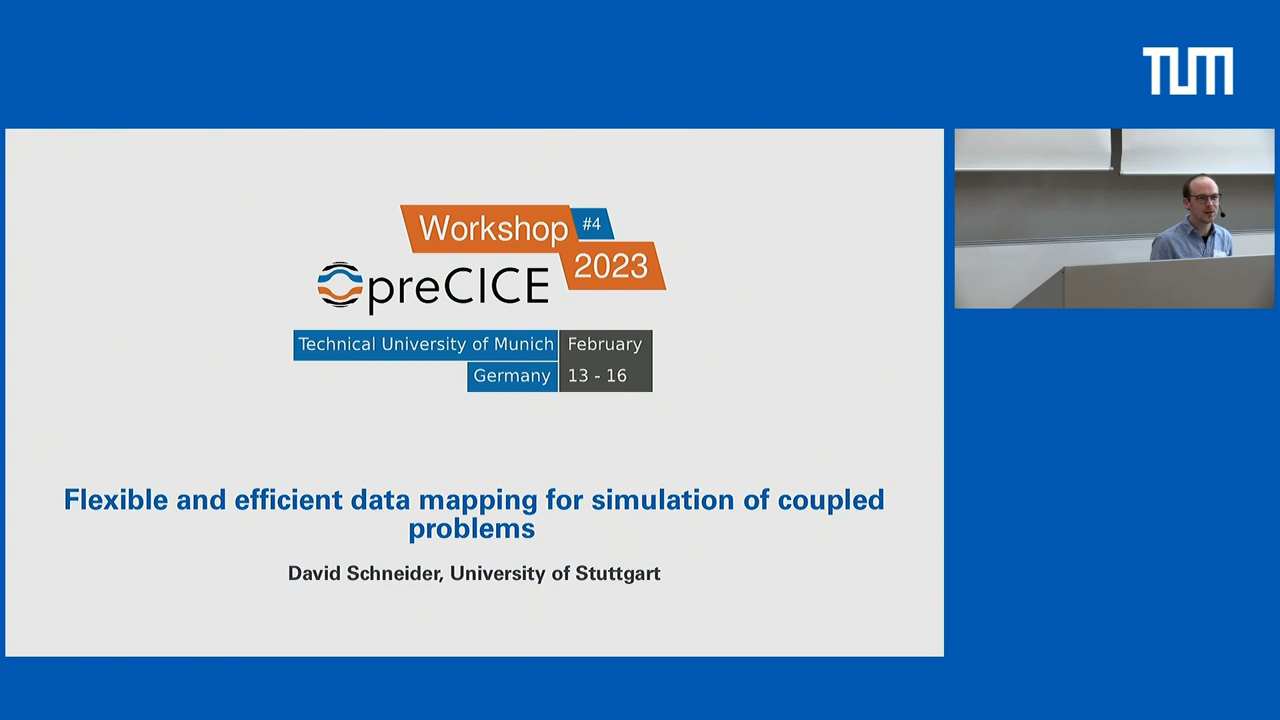 TUM
Workshop #4
2023
preCICE
Technical University of Munich
February
Germany
13 - 16
Flexible and efficient data mapping for simulation of coupled
problems
David Schneider, University of Stuttgart